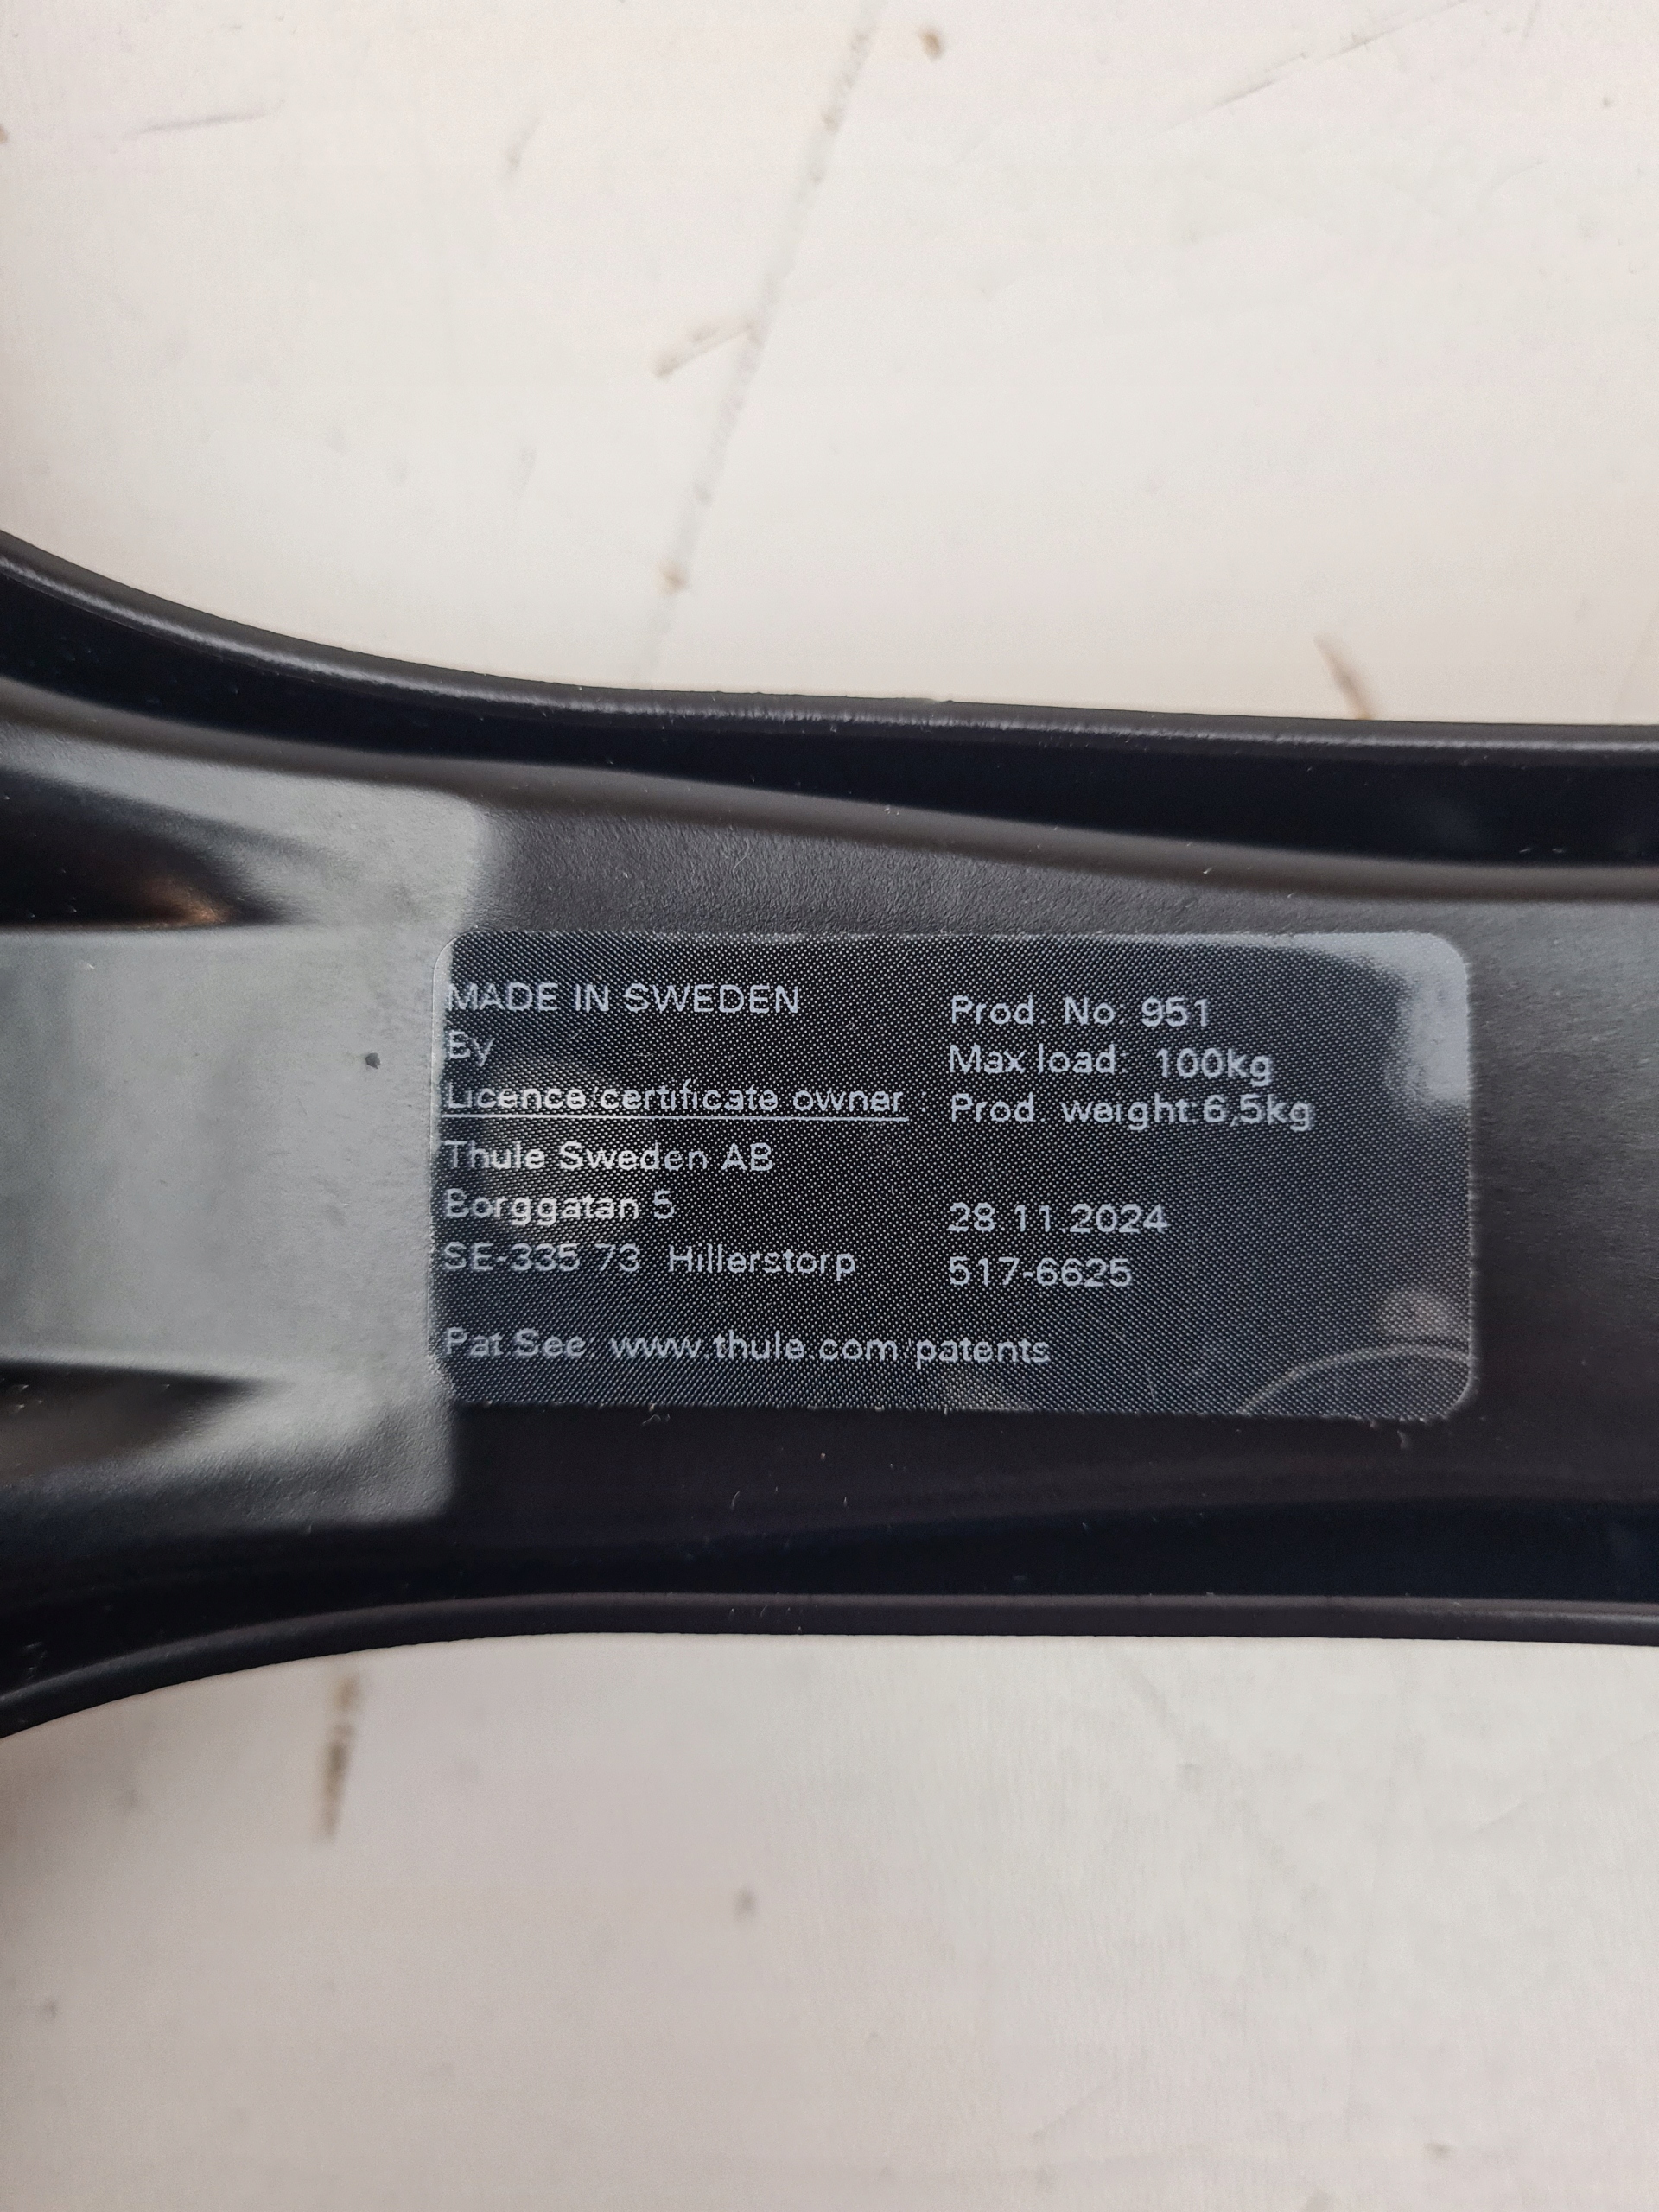 MADE IN SWEDEN
By
Licence/certificate owner :
Thule Sweden AB
Borggatan 5
SE-335 73 Hillerstorp
Pat See: www.thule.com/patents
Prod. No: 951
Max load: 100kg
Prod. weight:6,5kg
28.11.2024
517-6625